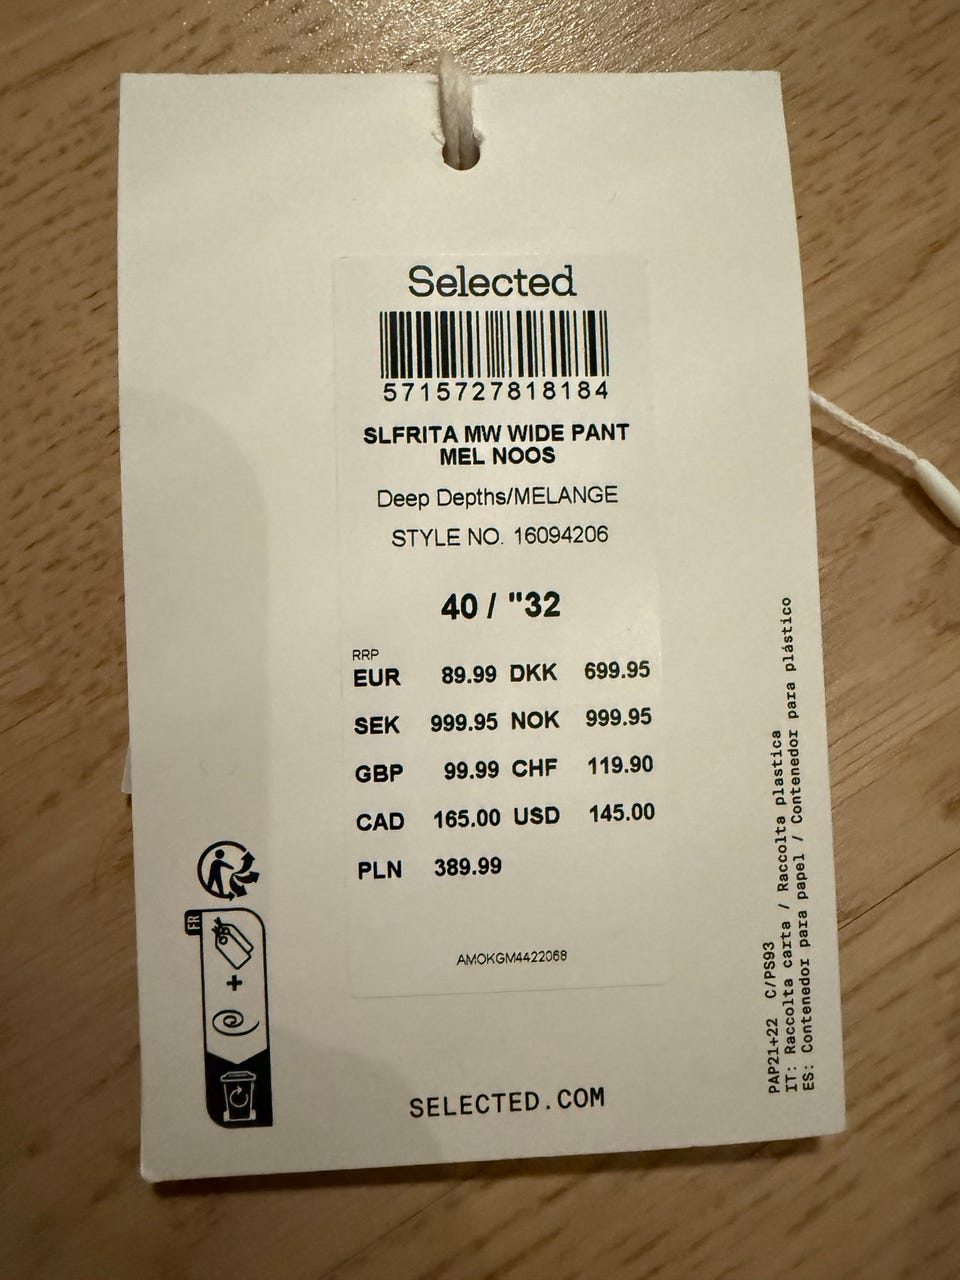 Selected
5715727818184
SLFRITA MW WIDE PANT
MEL NOOS
Deep Depths/MELANGE
STYLE NO. 16094206
40 / "32
RRP
EUR 89.99 DKK 699.95
SEK 999.95 NOK 999.95
GBP 99.99 CHF 119.90
CAD 165.00 USD 145.00
PLN 389.99
AMOKGM4422068
SELECTED.COM
FR
PAP21+22 C/PS93
IT: Raccolta carta / Raccolta plastica
ES: Contenedor para papel / Contenedor para plástico